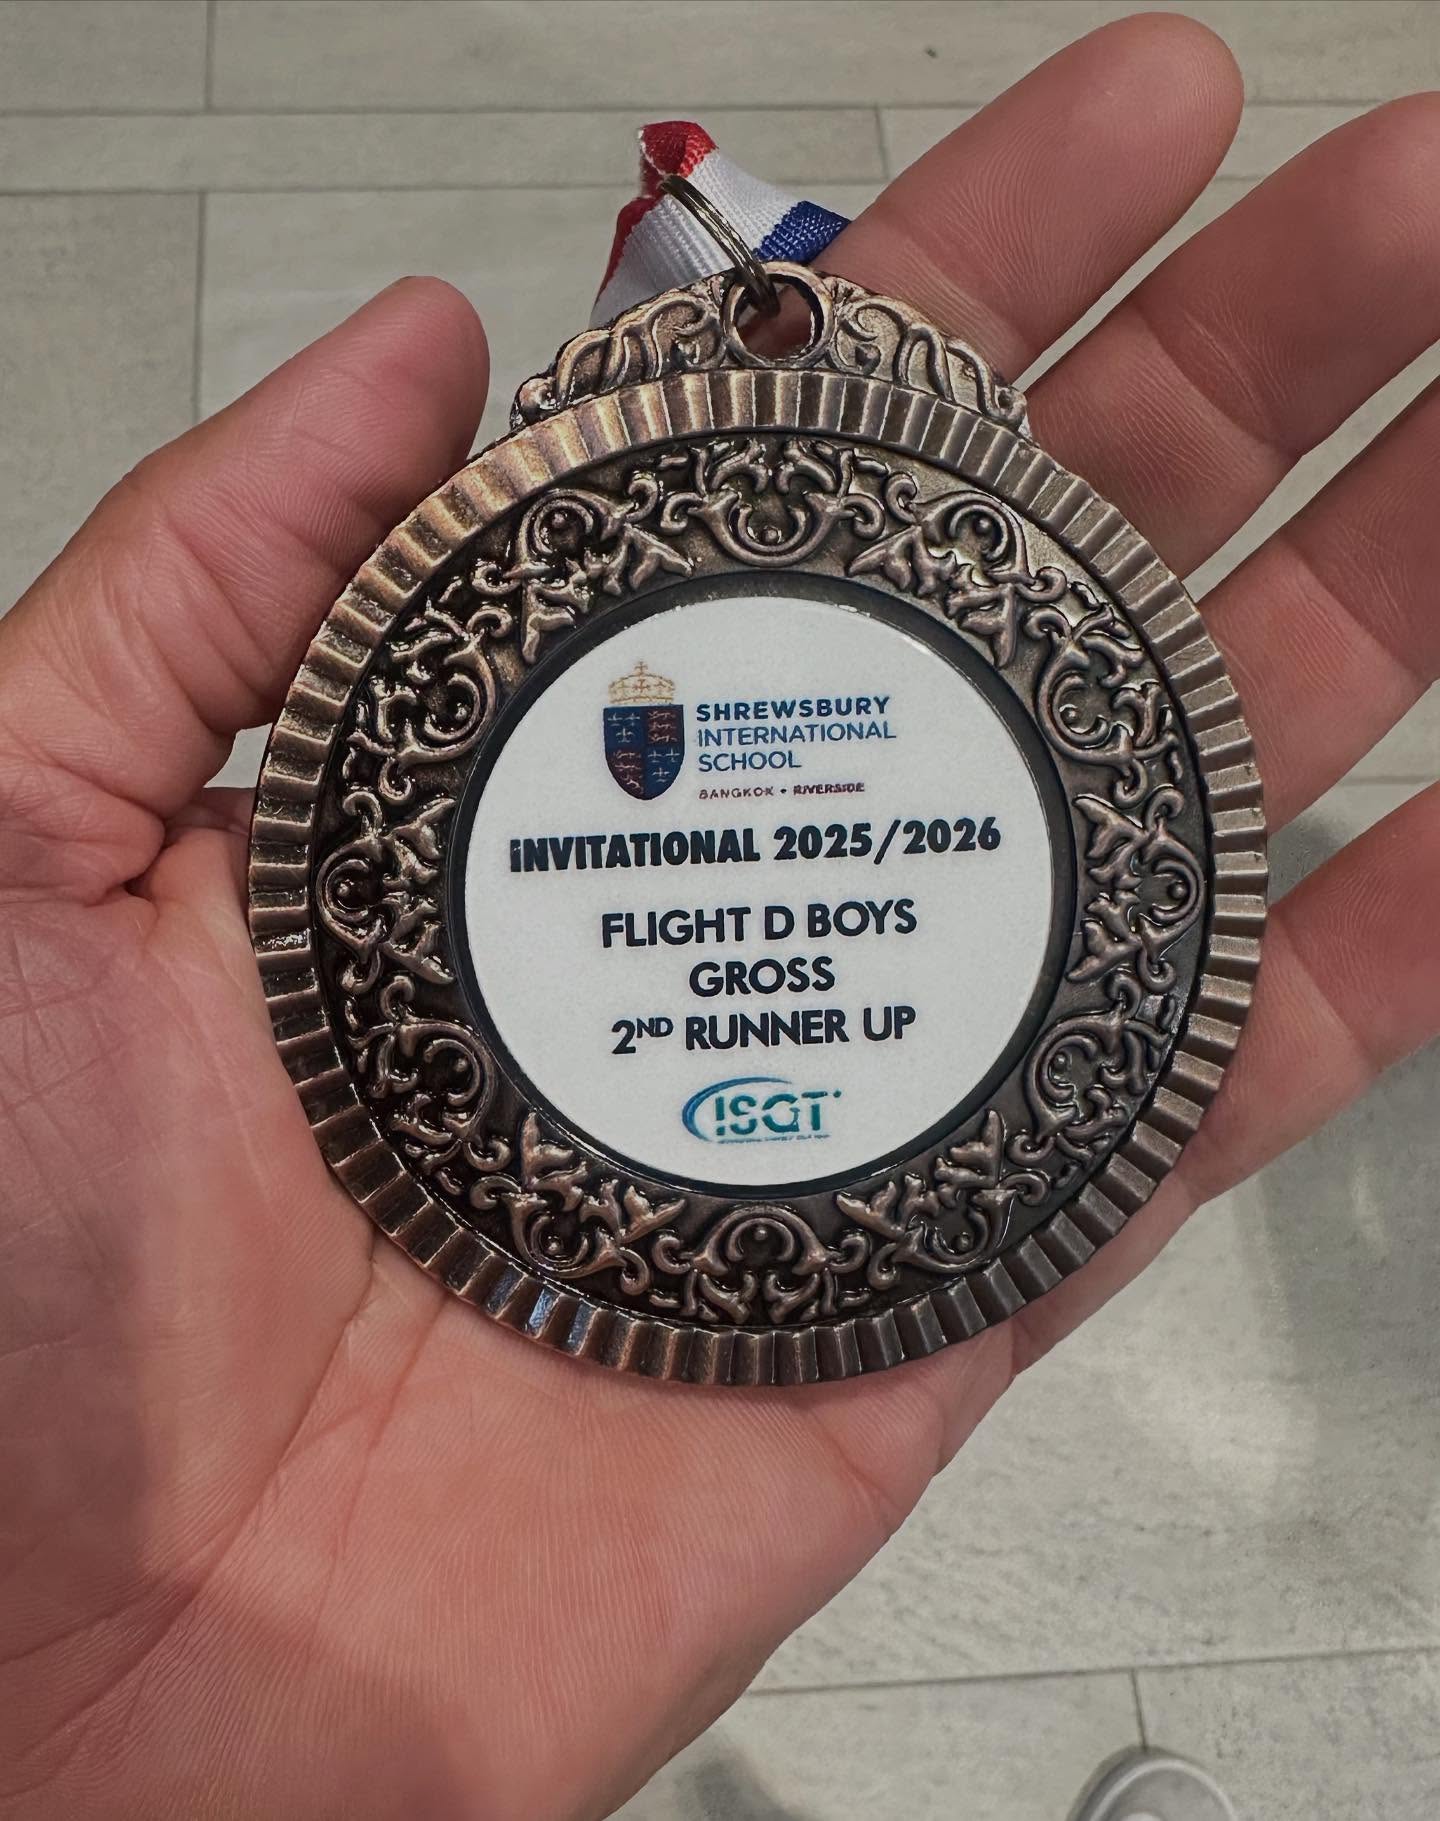 SHREWSBURY
INTERNATIONAL
SCHOOL
BANGKOK • RIVERSIDE
INVITATIONAL 2025/2026
FLIGHT D BOYS
GROSS
2ND RUNNER UP
ISGT